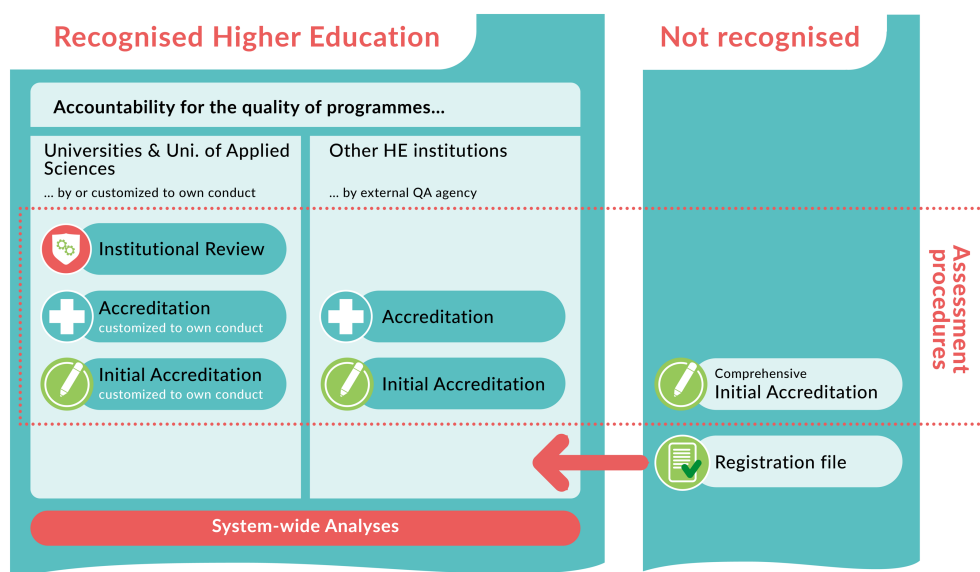 Recognised Higher Education
Not recognised
Accountability for the quality of programmes...
Universities & Uni. of Applied
Sciences
... by or customized to own conduct
Other HE institutions
... by external QA agency
Institutional Review
Accreditation
customized to own conduct
Initial Accreditation
customized to own conduct
Accreditation
Initial Accreditation
Comprehensive
Initial Accreditation
Registration file
Assessment
procedures
System-wide Analyses